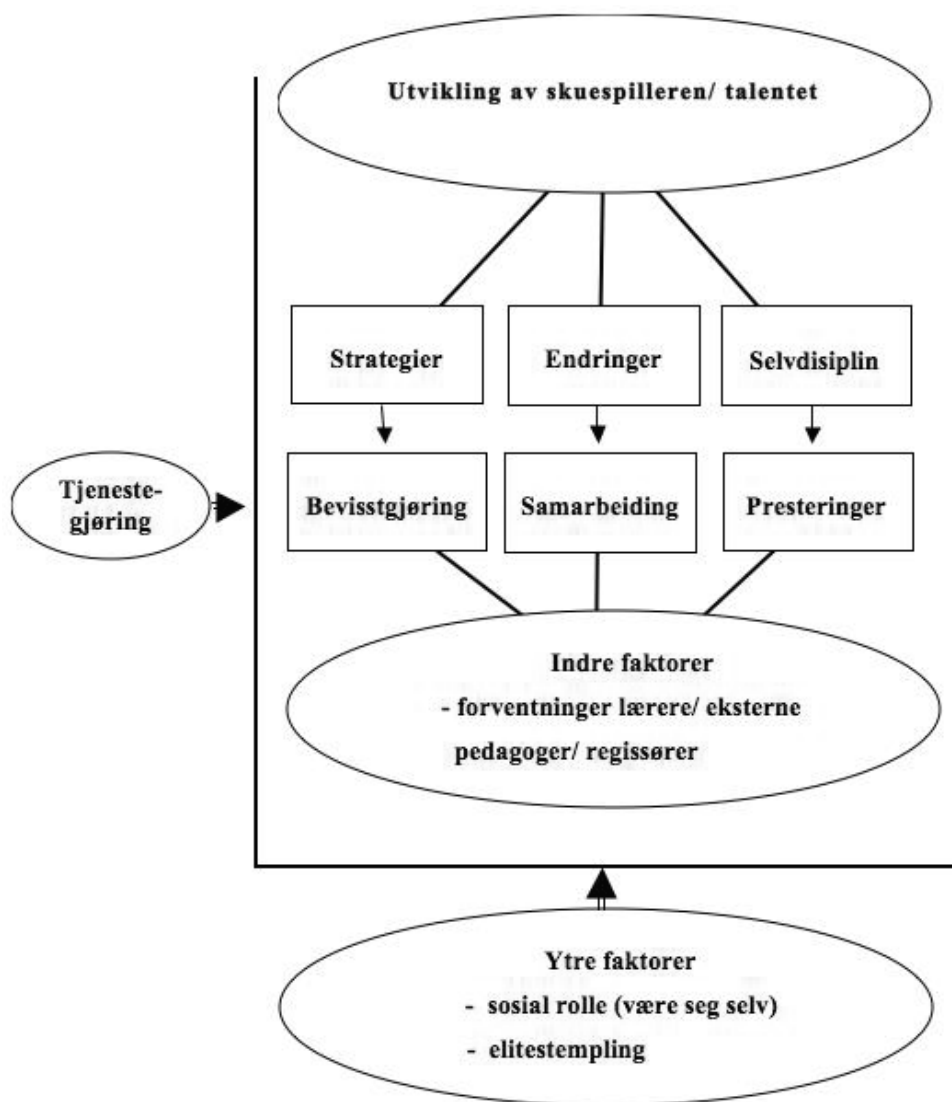 Utvikling av skuespilleren/ talentet
Strategier
Endringer
Selvdisiplin
Tjeneste-
gjøring
Bevisstgjøring
Samarbeiding
Presteringer
Indre faktorer
- forventninger lærere/ eksterne
pedagoger/ regissører
Ytre faktorer
- sosial rolle (være seg selv)
- elitestempling